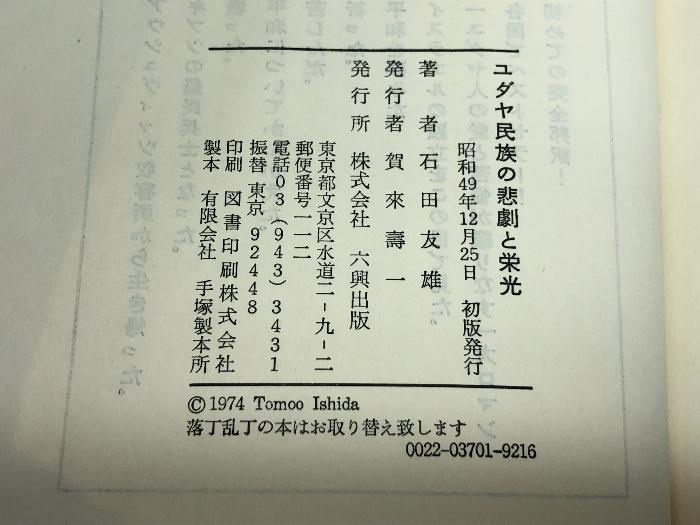 ユダヤ民族の悲劇と栄光
昭和49年12月25日 初版発行
著者 石田友雄
発行者 賀來壽一
発行所 株式会社 六興出版
東京都文京区水道二-九-二
郵便番号一一二
電話03(943)3431
振替 東京 92448
印刷 図書印刷株式会社
製本 有限会社 手塚製本所
© 1974 Tomoo Ishida
落丁乱丁の本はお取り替え致します
0022-03701-9216